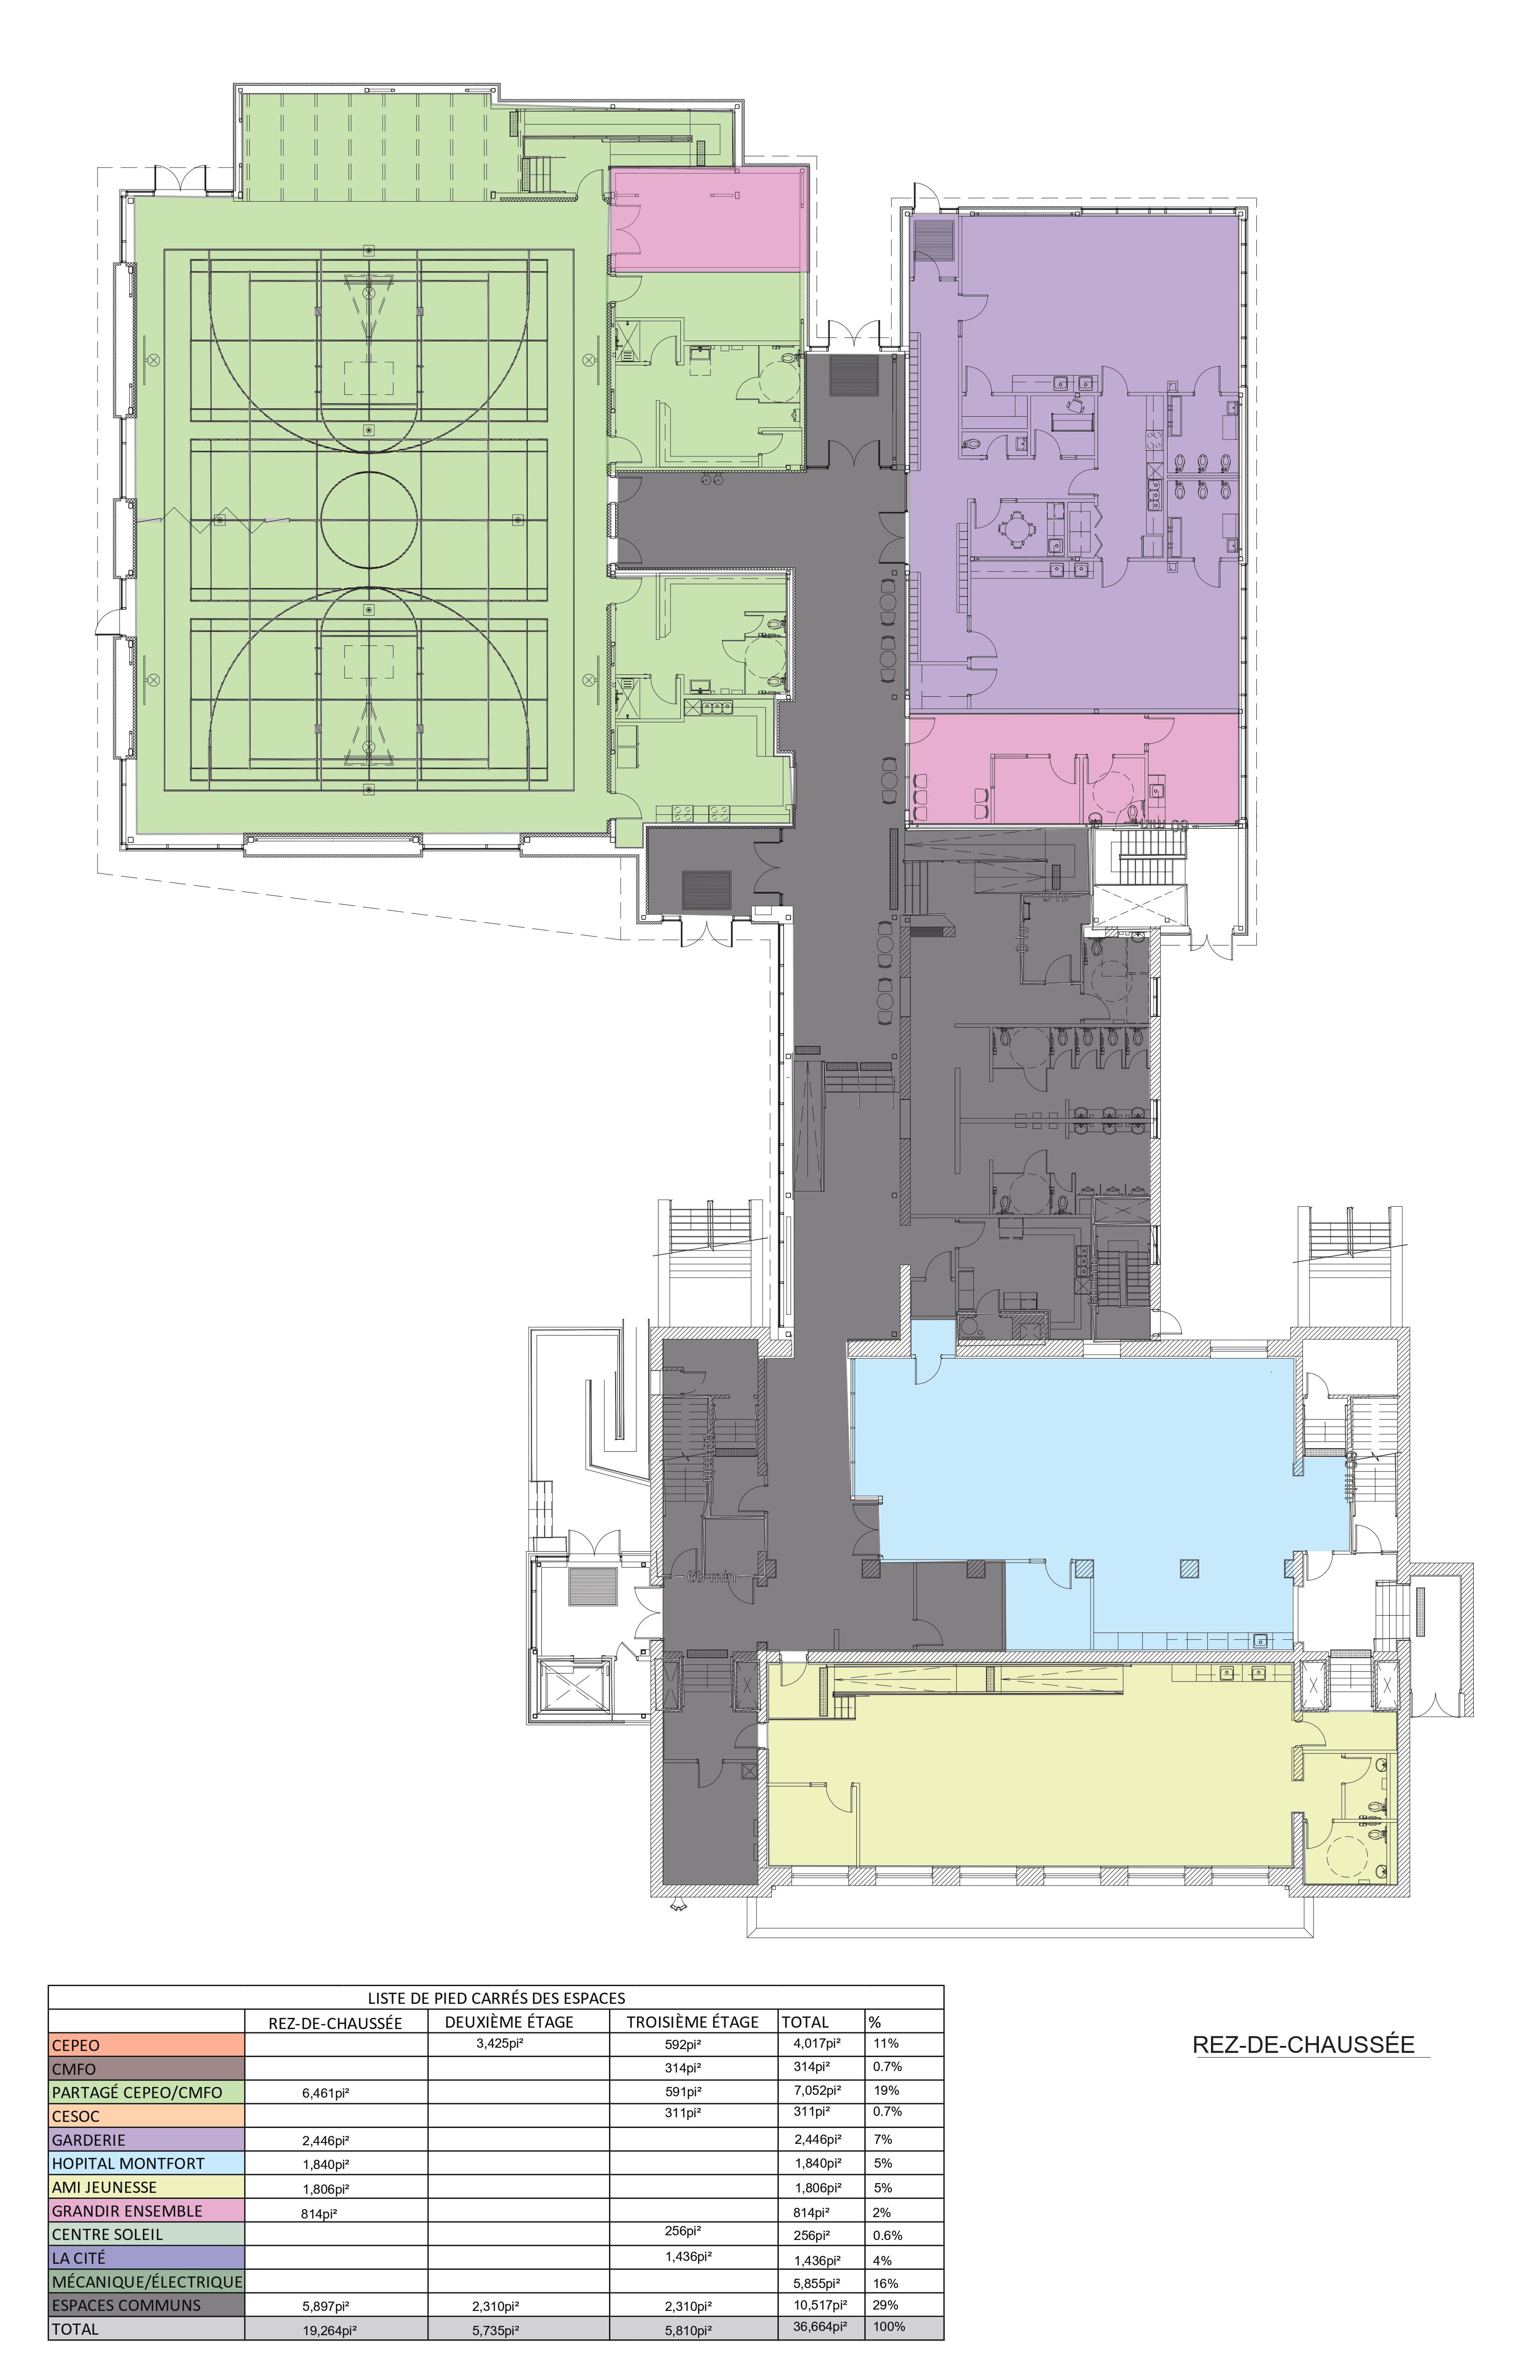 60 min
LISTE DE PIED CARRÉS DES ESPACES
REZ-DE-CHAUSSÉE DEUXIÈME ÉTAGE TROISIÈME ÉTAGE TOTAL %
CEPEO 3,425pi² 592pi² 4,017pi² 11%
CMFO 314pi² 314pi² 0.7%
PARTAGÉ CEPEO/CMFO 6,461pi² 591pi² 7,052pi² 19%
CESOC 311pi² 311pi² 0.7%
GARDERIE 2,446pi² 2,446pi² 7%
HOPITAL MONTFORT 1,840pi² 1,840pi² 5%
AMI JEUNESSE 1,806pi² 1,806pi² 5%
GRANDIR ENSEMBLE 814pi² 814pi² 2%
CENTRE SOLEIL 256pi² 256pi² 0.6%
LA CITÉ 1,436pi² 1,436pi² 4%
MÉCANIQUE/ÉLECTRIQUE 5,855pi² 16%
ESPACES COMMUNS 5,897pi² 2,310pi² 2,310pi² 10,517pi² 29%
TOTAL 19,264pi² 5,735pi² 5,810pi² 36,664pi² 100%
REZ-DE-CHAUSSÉE